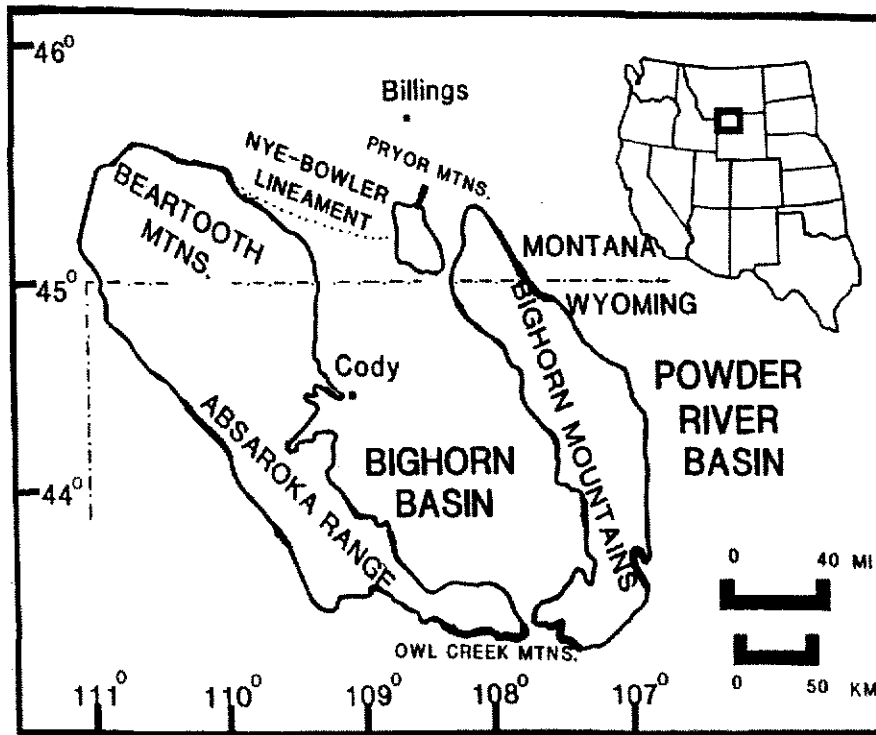 46°
Billings
NYE-BOWLER
LINEAMENT
PRYOR MTNS.
BEARTOOTH
MTNS.
MONTANA
45°
WYOMING
BIGHORN MOUNTAINS
Cody
POWDER
RIVER
BASIN
ABSAROKA RANGE
BIGHORN
BASIN
44°
0 40 MI
OWL CREEK MTNS.
0 50 KM
111° 110° 109° 108° 107°